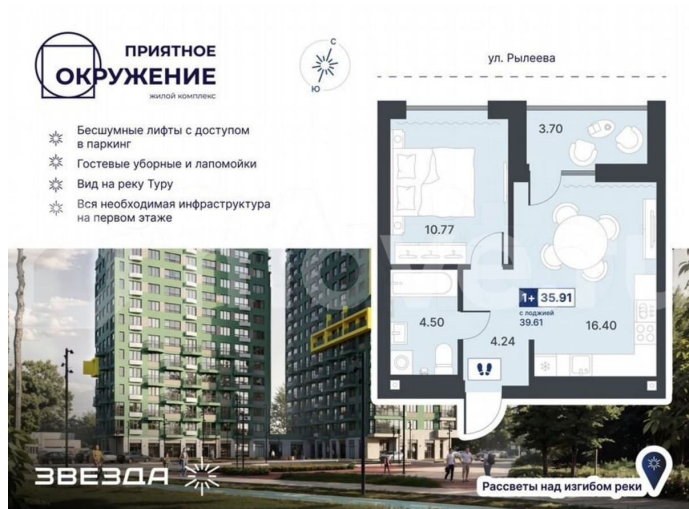 ПРИЯТНОЕ
ОКРУЖЕНИЕ
жилой комплекс
С
Ю
ул. Рылеева
Бесшумные лифты с доступом
в паркинг
Гостевые уборные и лапомойки
Вид на реку Туру
Вся необходимая инфраструктура
на первом этаже
3.70
10.77
1+ 35.91
с лоджией
39.61
4.50
16.40
4.24
ЗВЕЗДА
Рассветы над изгибом реки